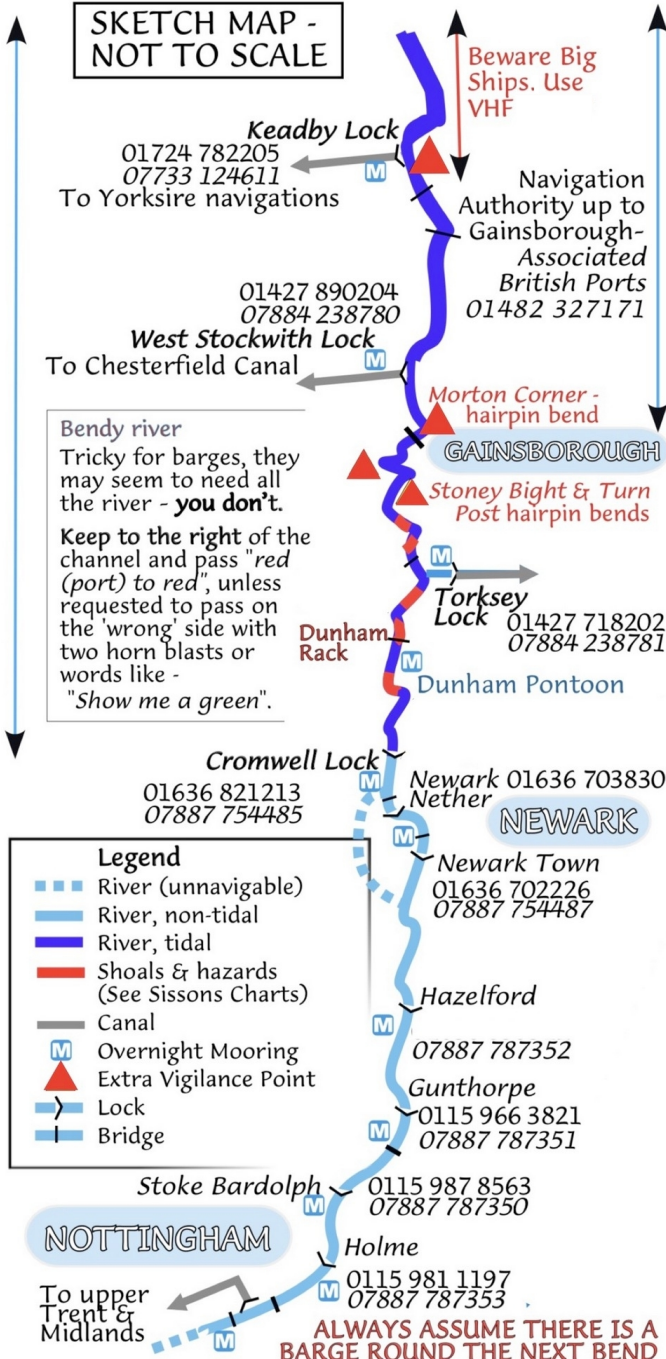 SKETCH MAP -
NOT TO SCALE
Beware Big
Ships. Use
VHF
Keadby Lock
01724 782205
07733 124611
M
To Yorksire navigations
Navigation
Authority up to
Gainsborough-
Associated
British Ports
01482 327171
01427 890204
07884 238780
West Stockwith Lock
M
To Chesterfield Canal
Morton Corner -
hairpin bend
GAINSBOROUGH
Stoney Bight & Turn
Post hairpin bends
Bendy river
Tricky for barges, they
may seem to need all
the river - you don't.
Keep to the right of the
channel and pass "red
(port) to red", unless
requested to pass on
the 'wrong' side with
two horn blasts or
words like -
"Show me a green".
M
Torksey
Lock
01427 718202
07884 238781
Dunham
Rack
M
Dunham Pontoon
Cromwell Lock
M
01636 821213
07887 754485
Newark 01636 703830
Nether
NEWARK
M
Newark Town
01636 702226
07887 754487
Legend
River (unnavigable)
River, non-tidal
River, tidal
Shoals & hazards
(See Sissons Charts)
Canal
M Overnight Mooring
Extra Vigilance Point
Lock
Bridge
Hazelford
M
07887 787352
Gunthorpe
0115 966 3821
M
07887 787351
Stoke Bardolph
M
0115 987 8563
07887 787350
NOTTINGHAM
Holme
M
0115 981 1197
07887 787353
To upper
Trent &
Midlands
M
ALWAYS ASSUME THERE IS A
BARGE ROUND THE NEXT BEND